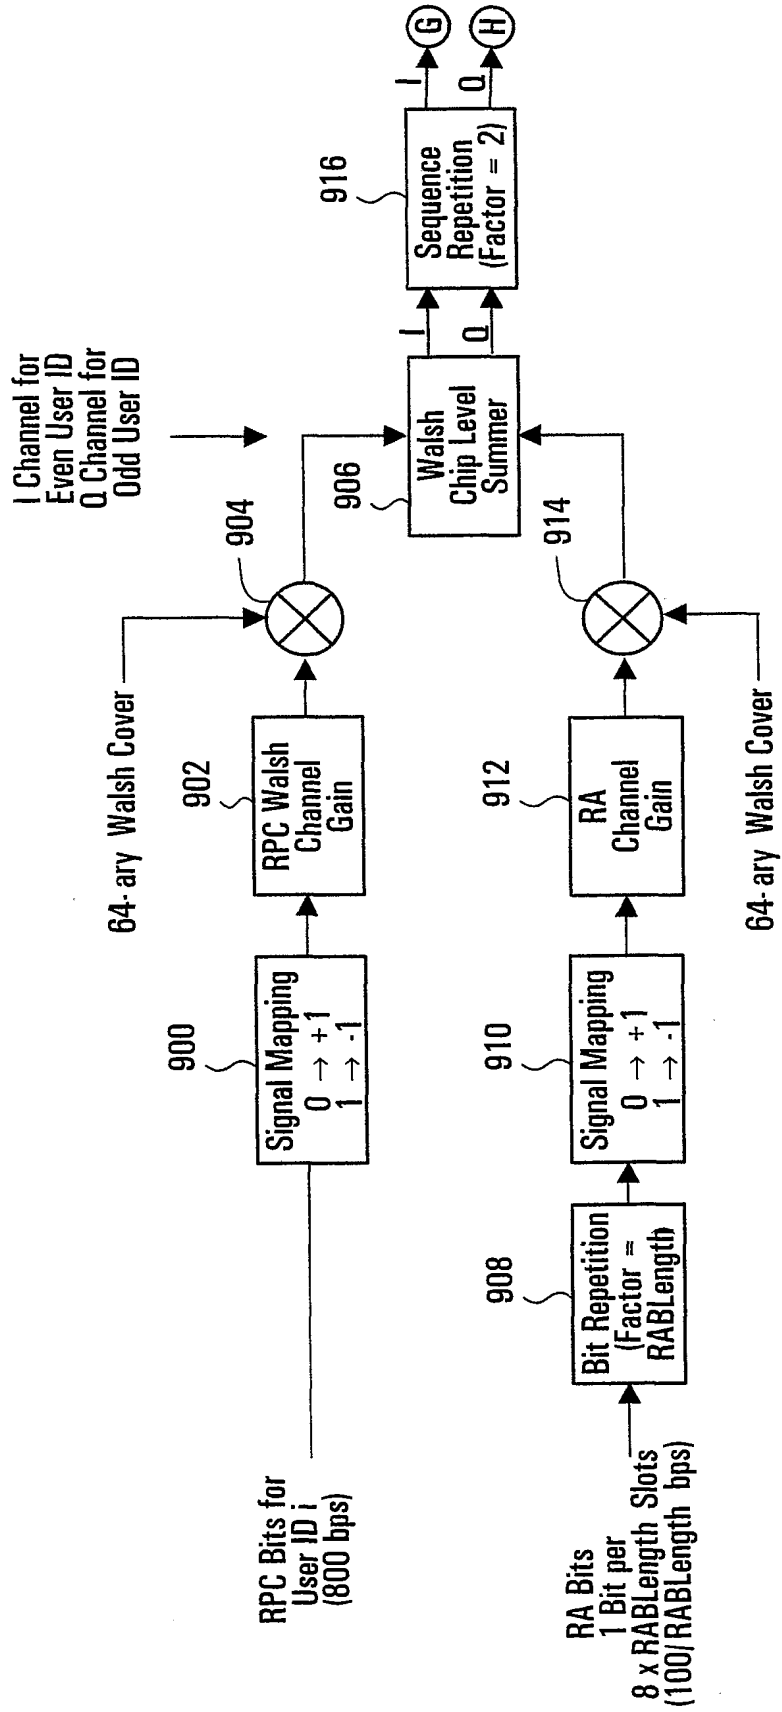 I Channel for
Even User ID
Q Channel for
Odd User ID
64- ary Walsh Cover
904
RPC Bits for
User ID i
(800 bps)
900
Signal Mapping
0 → +1
1 → -1
902
RPC Walsh
Channel
Gain
906
Walsh
Chip Level
Summer
I
Q
916
Sequence
Repetition
(Factor = 2)
I
Q
G
H
RA Bits
1 Bit per
8 x RABLength Slots
(100/RABLength bps)
908
Bit Repetition
(Factor =
RABLength)
910
Signal Mapping
0 → +1
1 → -1
912
RA
Channel
Gain
914
64- ary Walsh Cover